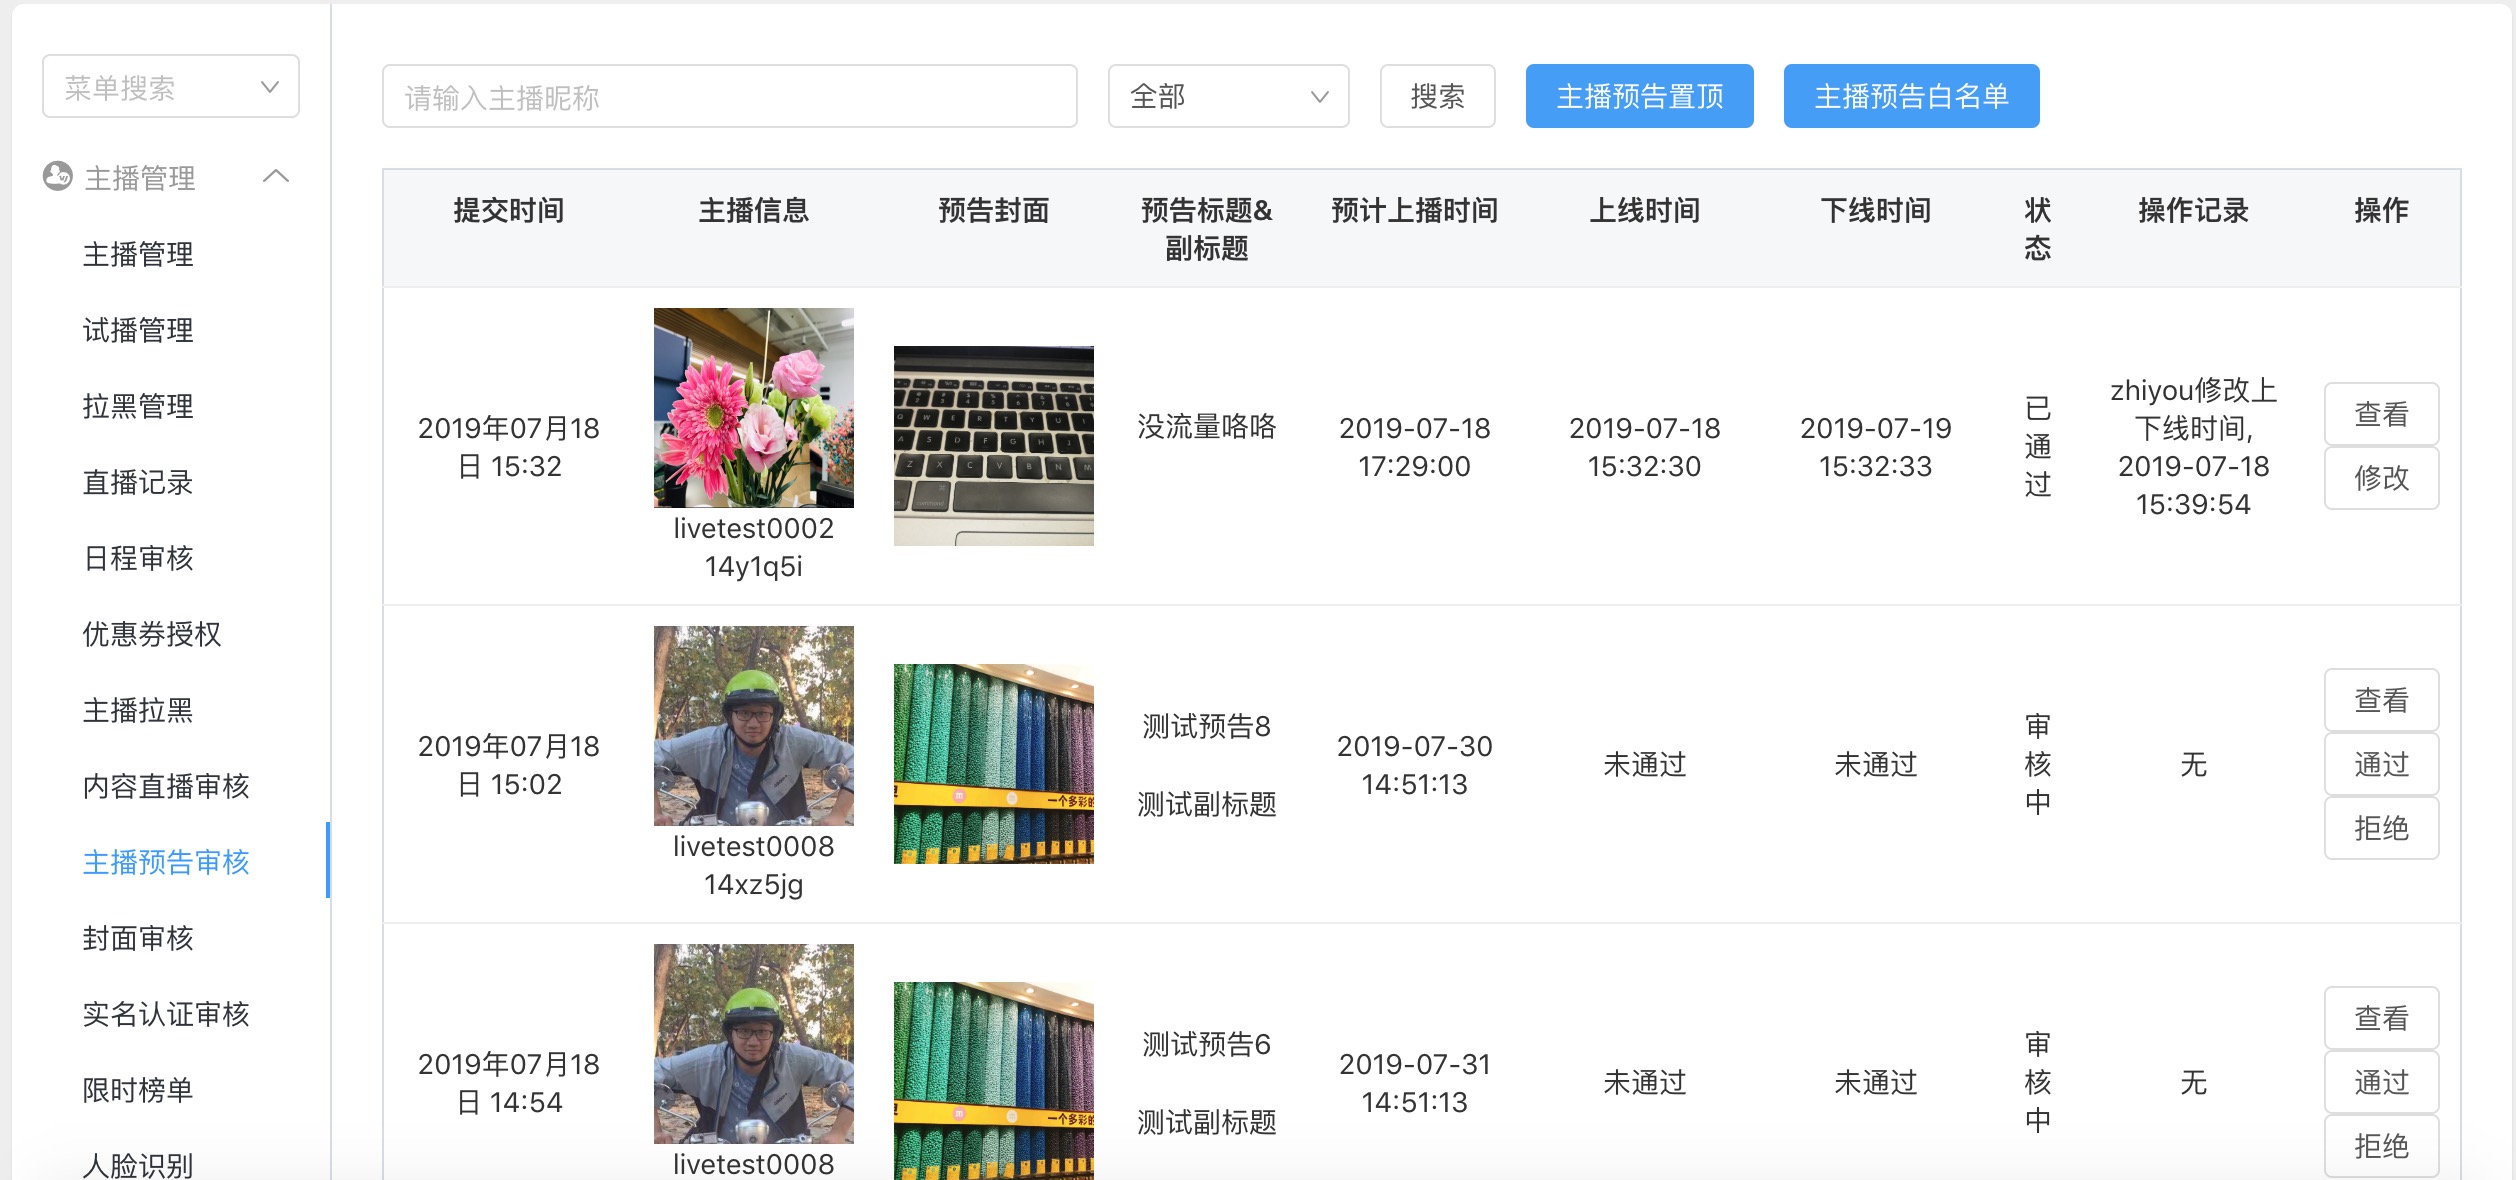 菜单搜索
请输入主播昵称
全部
搜索
主播预告置顶
主播预告白名单
主播管理
主播管理
试播管理
拉黑管理
直播记录
日程审核
优惠券授权
主播拉黑
内容直播审核
主播预告审核
封面审核
实名认证审核
限时榜单
人脸识别
提交时间
主播信息
预告封面
预告标题&
副标题
预计上播时间
上线时间
下线时间
状
态
操作记录
操作
2019年07月18
日 15:32
livetest0002
14y1q5i
没流量咯咯
2019-07-18
17:29:00
2019-07-18
15:32:30
2019-07-19
15:32:33
已
通
过
zhiyou修改上
下线时间,
2019-07-18
15:39:54
查看
修改
2019年07月18
日 15:02
livetest0008
14xz5jg
一个多彩的
测试预告8
测试副标题
2019-07-30
14:51:13
未通过
未通过
审
核
中
无
查看
通过
拒绝
2019年07月18
日 14:54
livetest0008
一个多彩的
测试预告6
测试副标题
2019-07-31
14:51:13
未通过
未通过
审
核
中
无
查看
通过
拒绝